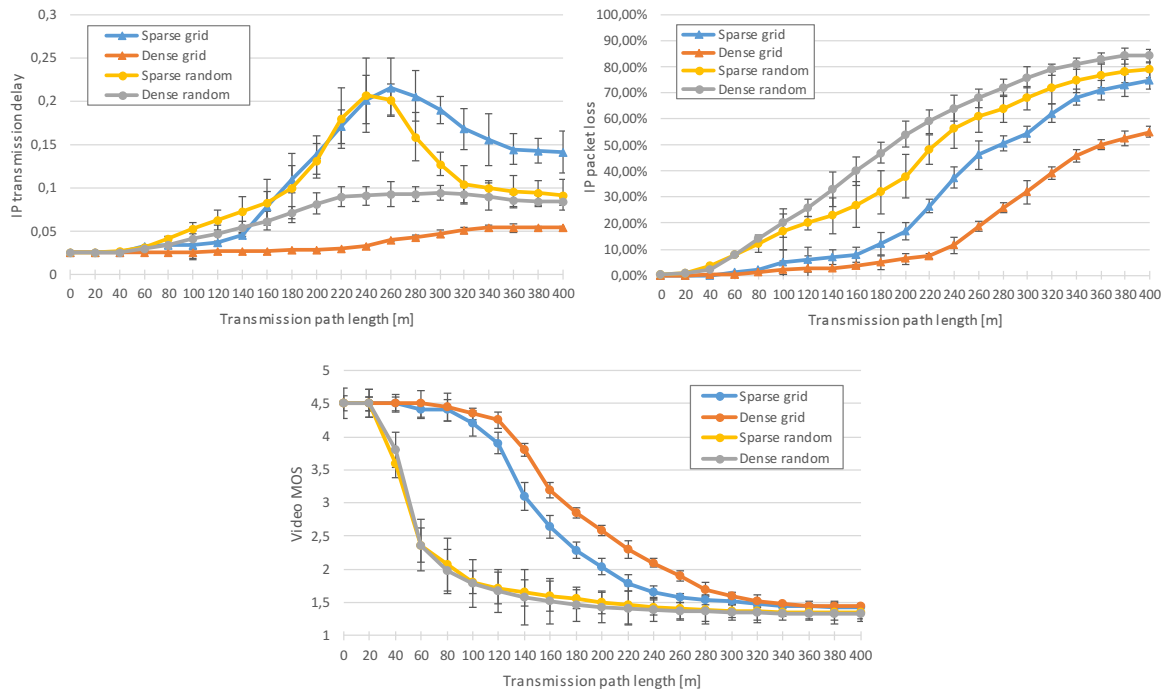 0,3
0,25
0,2
0,15
0,1
0,05
0
IP transmission delay
Sparse grid
Dense grid
Sparse random
Dense random
0 20 40 60 80 100 120 140 160 180 200 220 240 260 280 300 320 340 360 380 400
Transmission path length [m]
100,00%
90,00%
80,00%
70,00%
60,00%
50,00%
40,00%
30,00%
20,00%
10,00%
0,00%
IP packet loss
Sparse grid
Dense grid
Sparse random
Dense random
0 20 40 60 80 100 120 140 160 180 200 220 240 260 280 300 320 340 360 380 400
Transmission path length [m]
5
4,5
4
3,5
3
2,5
2
1,5
1
Video MOS
Sparse grid
Dense grid
Sparse random
Dense random
0 20 40 60 80 100 120 140 160 180 200 220 240 260 280 300 320 340 360 380 400
Transmission path length [m]